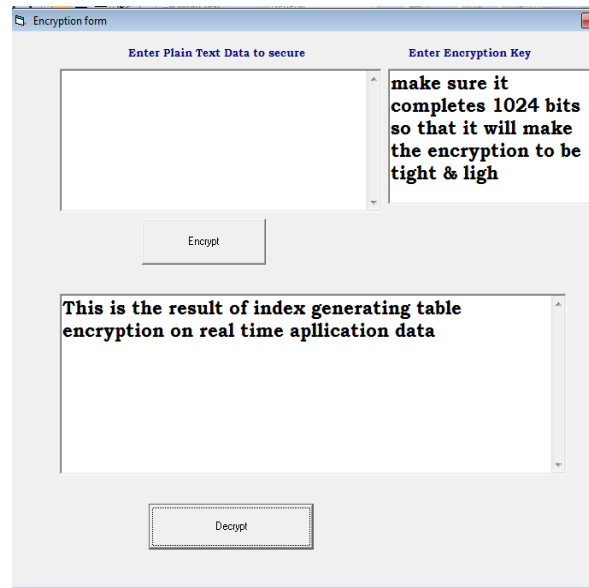 Encryption form
Enter Plain Text Data to secure
Enter Encryption Key
make sure it
completes 1024 bits
so that it will make
the encryption to be
tight & ligh
Encrypt
This is the result of index generating table
encryption on real time apllication data
Decrypt